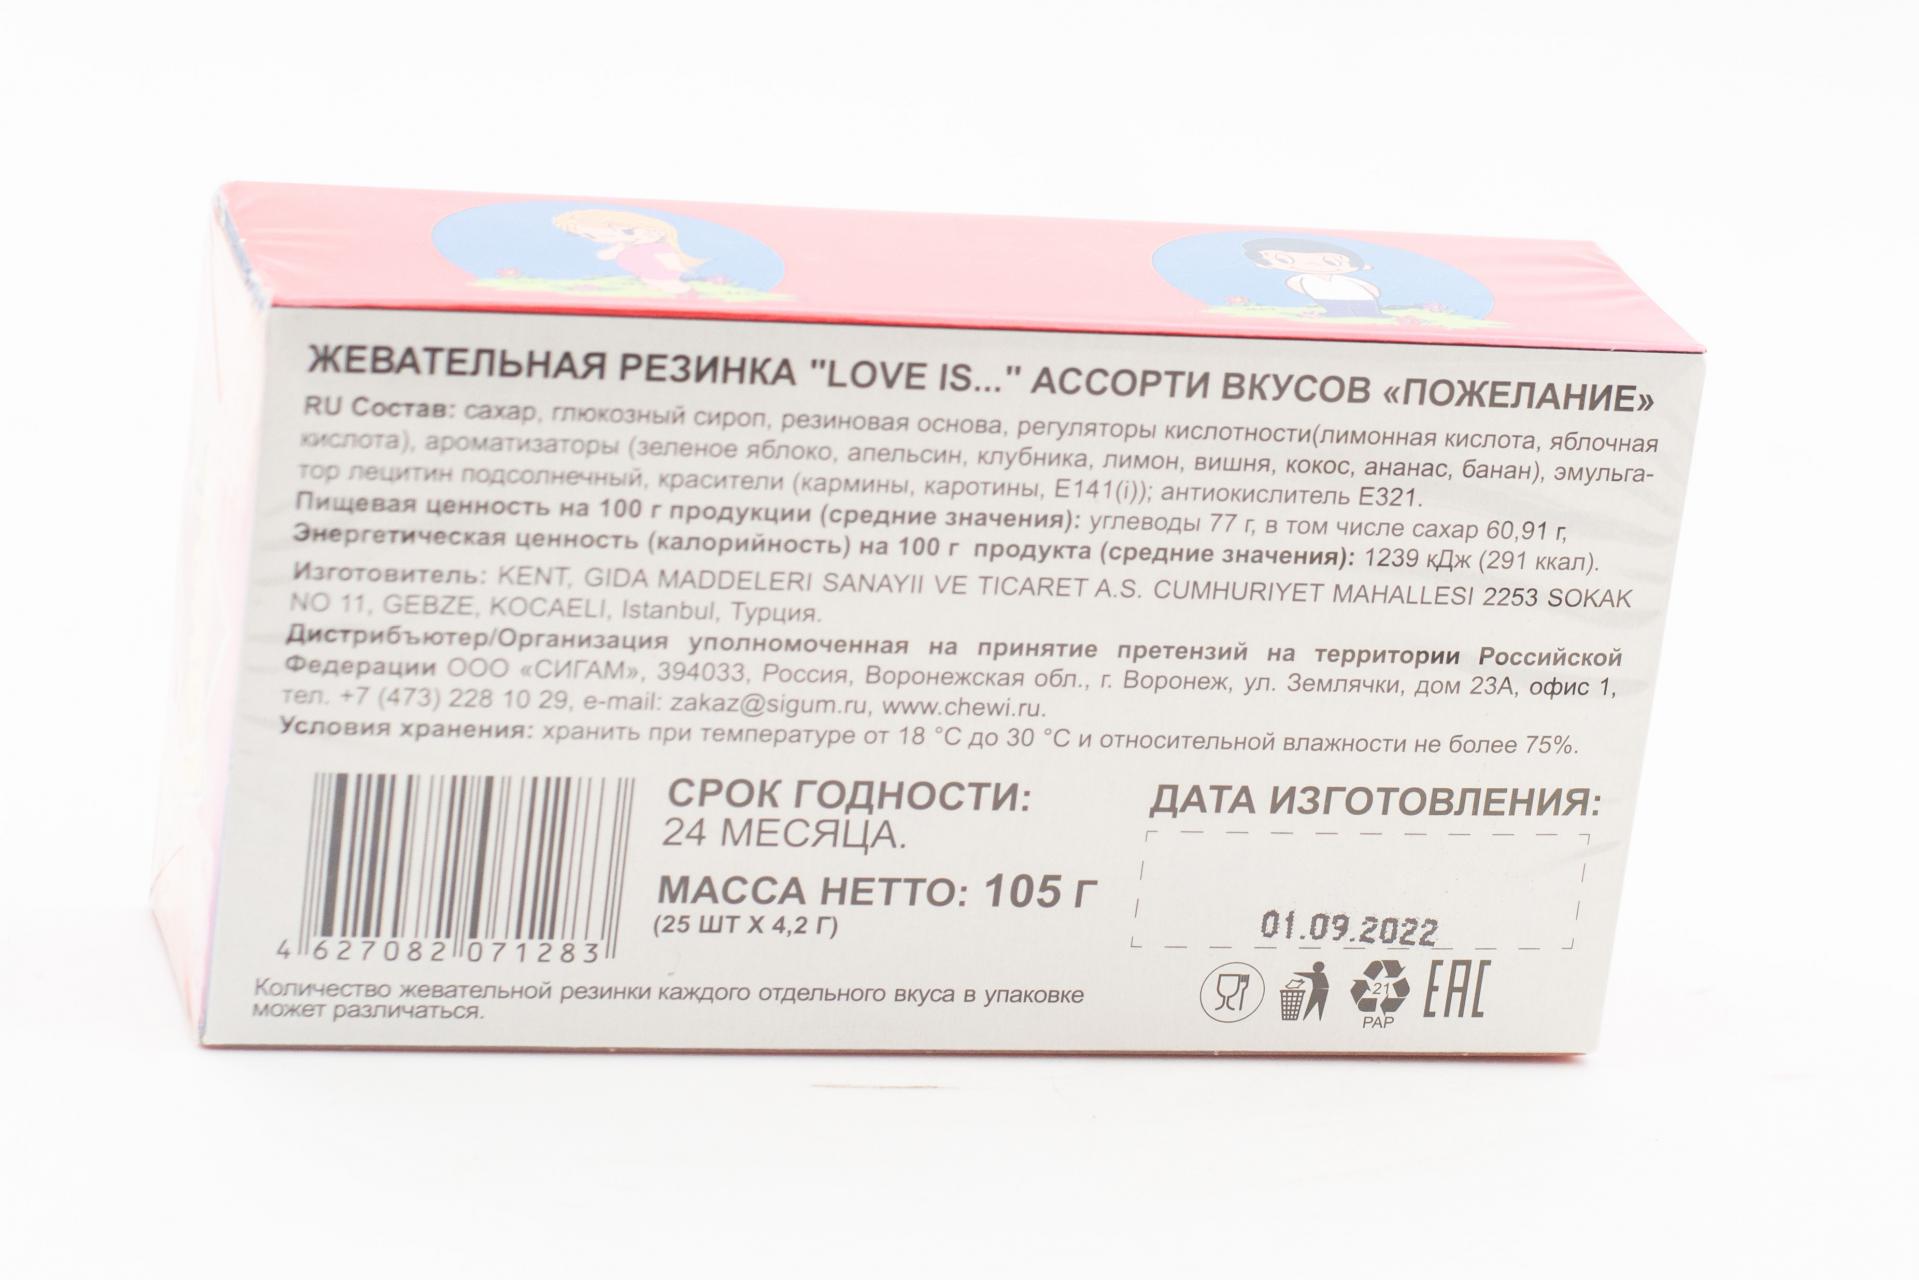 ЖЕВАТЕЛЬНАЯ РЕЗИНКА "LOVE IS..." АССОРТИ ВКУСОВ «ПОЖЕЛАНИЕ»
RU Состав: сахар, глюкозный сироп, резиновая основа, регуляторы кислотности(лимонная кислота, яблочная
кислота), ароматизаторы (зеленое яблоко, апельсин, клубника, лимон, вишня, кокос, ананас, банан), эмульга-
тор лецитин подсолнечный, красители (кармины, каротины, E141(i)); антиокислитель E321.
Пищевая ценность на 100 г продукции (средние значения): углеводы 77 г, в том числе сахар 60,91 г,
Энергетическая ценность (калорийность) на 100 г продукта (средние значения): 1239 кДж (291 ккал).
Изготовитель: KENT, GIDA MADDELERI SANAYII VE TICARET A.S. CUMHURIYET MAHALLESI 2253 SOKAK
NO 11, GEBZE, KOCAELI, Istanbul, Турция.
Дистрибъютер/Организация уполномоченная на принятие претензий на территории Российской
Федерации ООО «СИГАМ», 394033, Россия, Воронежская обл., г. Воронеж, ул. Землячки, дом 23А, офис 1,
тел. +7 (473) 228 10 29, e-mail: zakaz@sigum.ru, www.chewi.ru.
Условия хранения: хранить при температуре от 18 °C до 30 °C и относительной влажности не более 75%.
СРОК ГОДНОСТИ:
24 МЕСЯЦА.
МАССА НЕТТО: 105 Г
(25 ШТ Х 4,2 Г)
4 627082 071283
ДАТА ИЗГОТОВЛЕНИЯ:
01.09.2022
21
PAP
EAC
Количество жевательной резинки каждого отдельного вкуса в упаковке
может различаться.